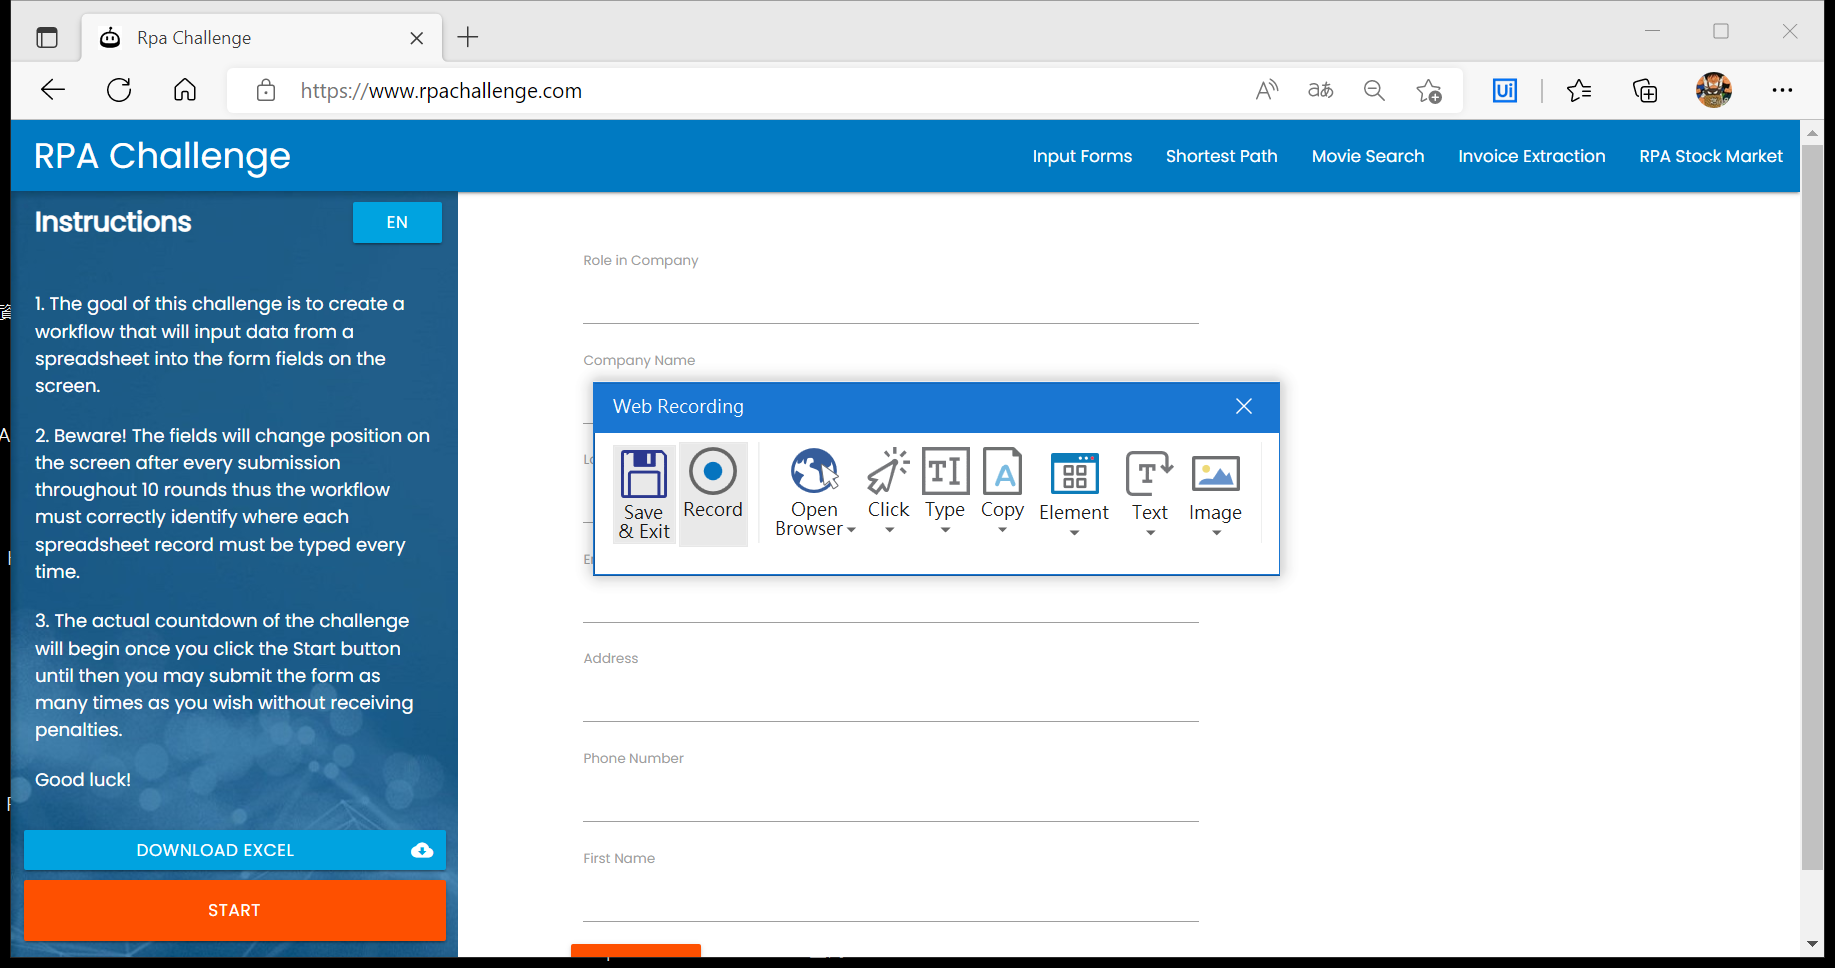 Rpa Challenge
https://www.rpachallenge.com
aあ
Ui
RPA Challenge
Input Forms
Shortest Path
Movie Search
Invoice Extraction
RPA Stock Market
Instructions
EN
1. The goal of this challenge is to create a
workflow that will input data from a
spreadsheet into the form fields on the
screen.
2. Beware! The fields will change position on
the screen after every submission
throughout 10 rounds thus the workflow
must correctly identify where each
spreadsheet record must be typed every
time.
3. The actual countdown of the challenge
will begin once you click the Start button
until then you may submit the form as
many times as you wish without receiving
penalties.
Good luck!
DOWNLOAD EXCEL
START
Role in Company
Company Name
Web Recording
Save
& Exit
Record
Open
Browser
Click
Type
Copy
Element
Text
Image
Address
Phone Number
First Name